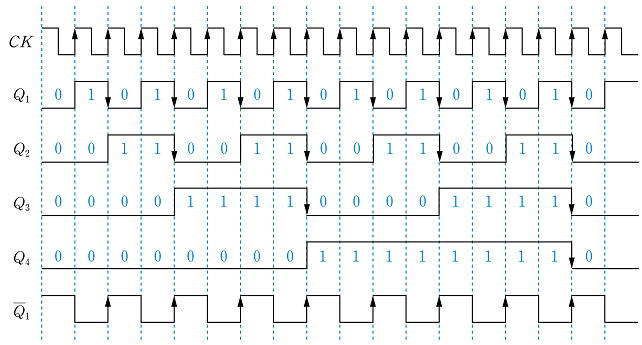 CK
Q₁ 0 1 0 1 0 1 0 1 0 1 0 1 0 1 0 1 0
Q₂ 0 0 1 1 0 0 1 1 0 0 1 1 0 0 1 1 0
Q₃ 0 0 0 0 1 1 1 1 0 0 0 0 1 1 1 1 0
Q₄ 0 0 0 0 0 0 0 0 1 1 1 1 1 1 1 1 0
Q̅₁